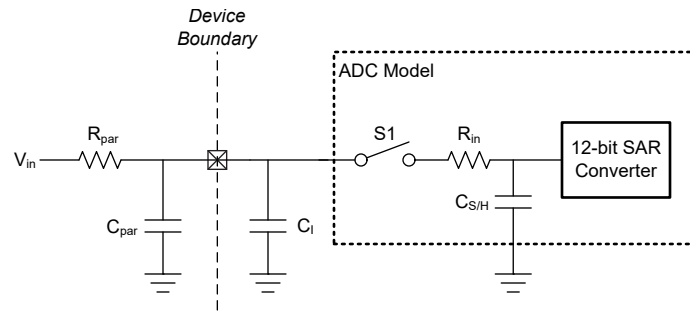 Device
Boundary
ADC Model
R_par
S1
R_in
V_in
12-bit SAR
Converter
C_par
C_I
C_S/H